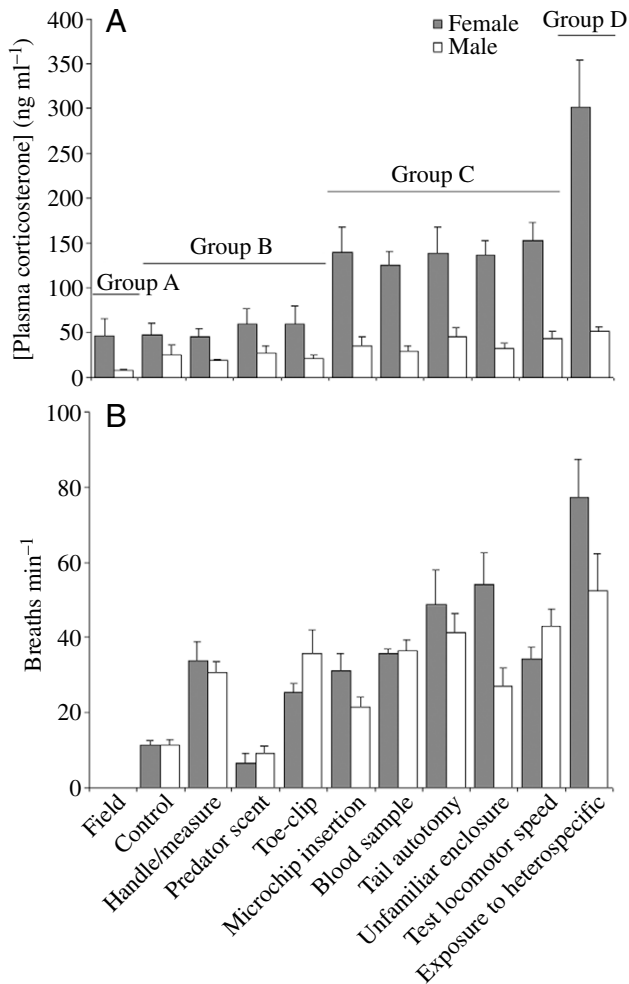 A
Female
Male
Group D
Group C
Group B
Group A
[Plasma corticosterone] (ng ml−1)
400
350
300
250
200
150
100
50
0
B
Breaths min−1
100
80
60
40
20
0
Field
Control
Handle/measure
Predator scent
Toe-clip
Microchip insertion
Blood sample
Tail autotomy
Unfamiliar enclosure
Test locomotor speed
Exposure to heterospecific